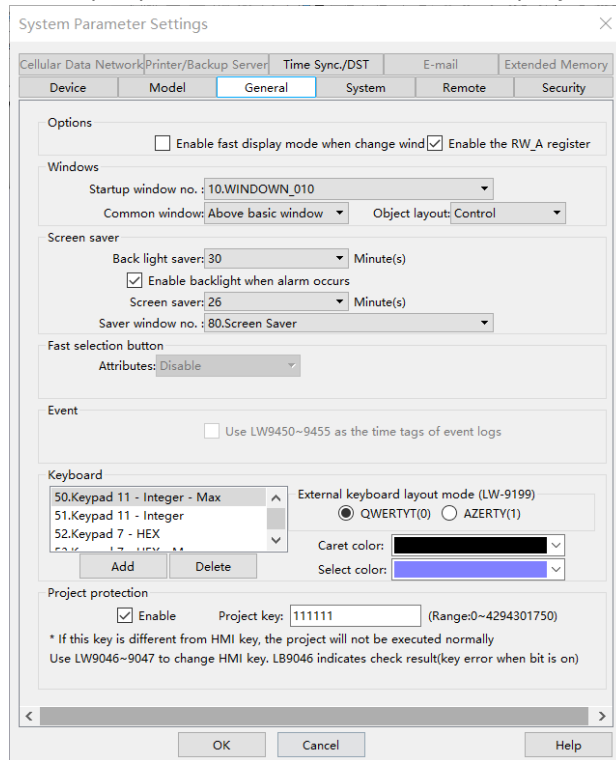 System Parameter Settings
Cellular Data Network Printer/Backup Server Time Sync./DST E-mail Extended Memory
Device Model General System Remote Security
Options
Enable fast display mode when change wind Enable the RW_A register
Windows
Startup window no. : 10.WINDOWN_010
Common window: Above basic window Object layout: Control
Screen saver
Back light saver: 30 Minute(s)
Enable backlight when alarm occurs
Screen saver: 26 Minute(s)
Saver window no. : 80.Screen Saver
Fast selection button
Attributes: Disable
Event
Use LW9450~9455 as the time tags of event logs
Keyboard
50.Keypad 11 - Integer - Max
51.Keypad 11 - Integer
52.Keypad 7 - HEX
External keyboard layout mode (LW-9199)
QWERTYT(0) AZERTY(1)
Caret color:
Select color:
Add Delete
Project protection
Enable Project key: 111111 (Range:0~4294301750)
* If this key is different from HMI key, the project will not be executed normally
Use LW9046~9047 to change HMI key. LB9046 indicates check result(key error when bit is on)
OK Cancel Help